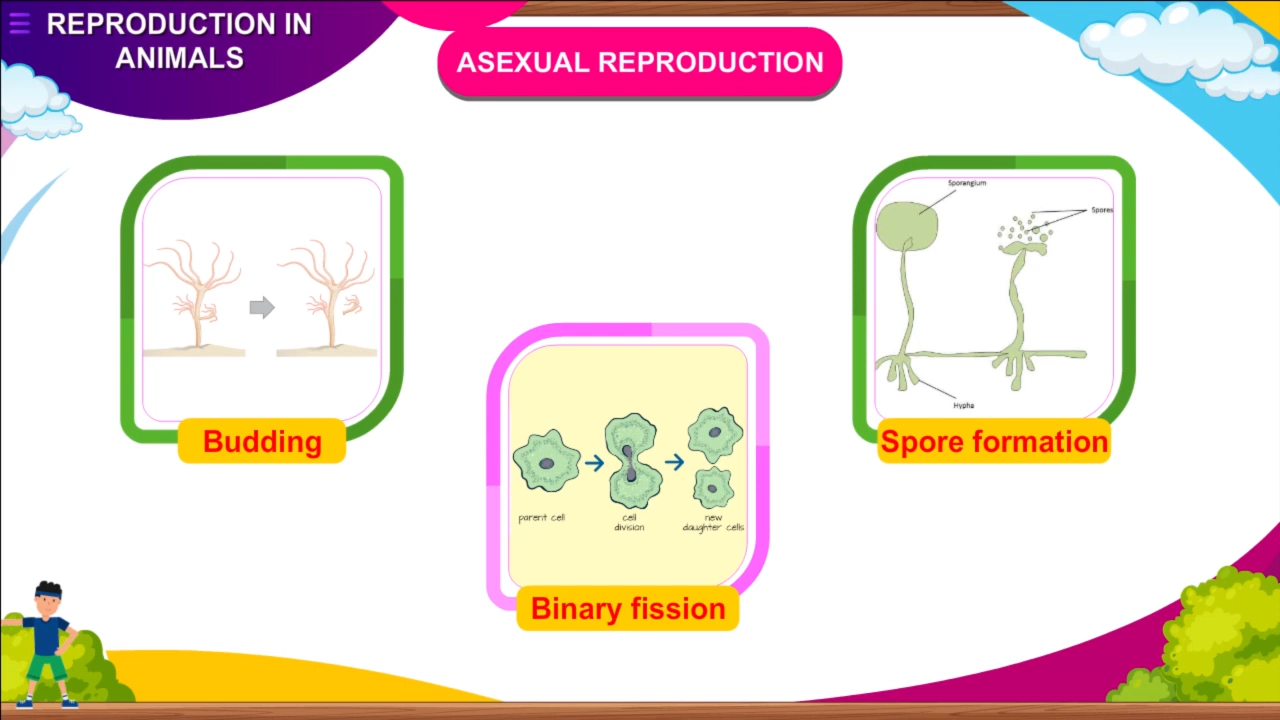 REPRODUCTION IN
ANIMALS
ASEXUAL REPRODUCTION
Budding
parent cell
cell
division
new
daughter cells
Binary fission
Sporangium
Spores
Hypha
Spore formation